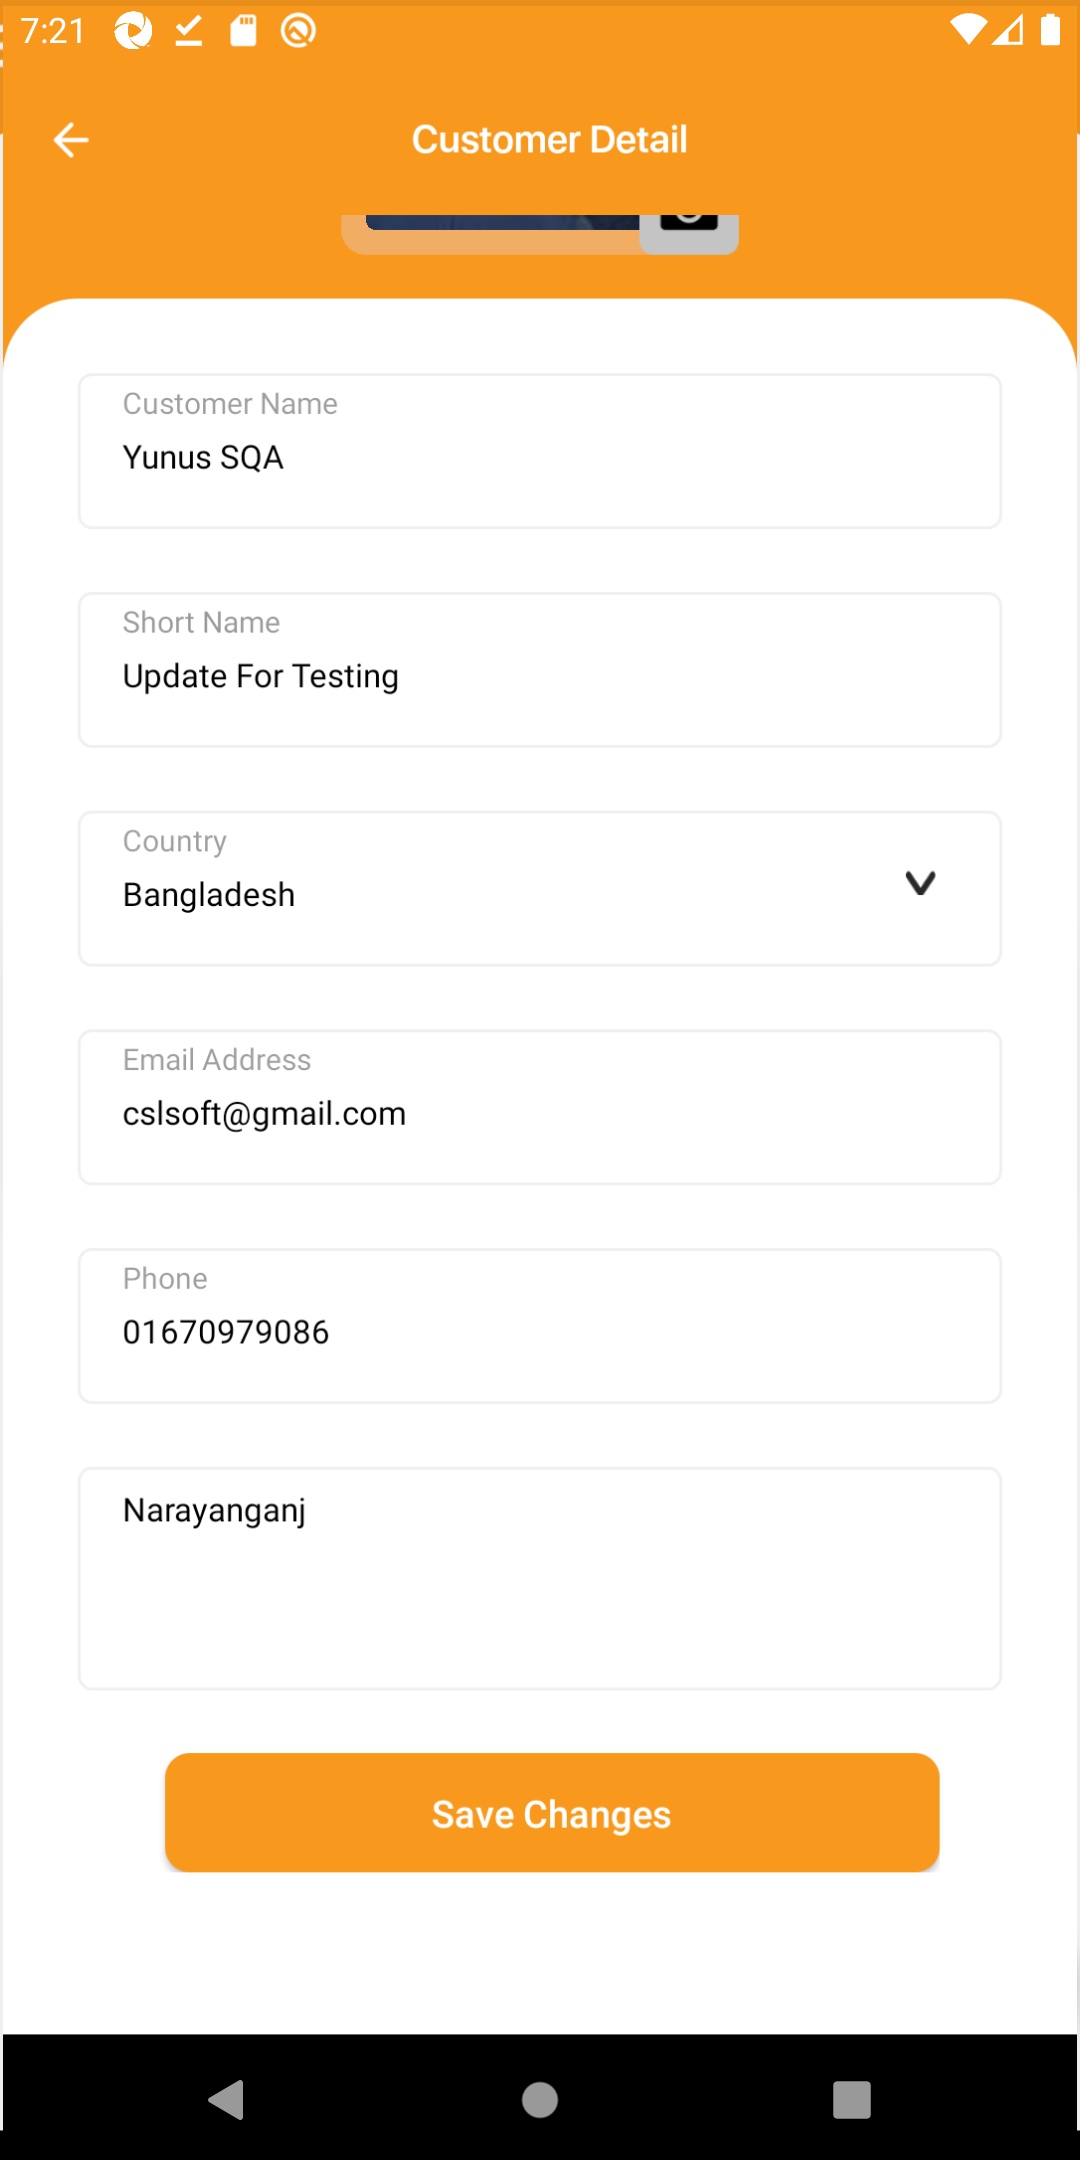 7:21
Customer Detail
Customer Name
Yunus SQA
Short Name
Update For Testing
Country
Bangladesh
Email Address
cslsoft@gmail.com
Phone
01670979086
Narayanganj
Save Changes